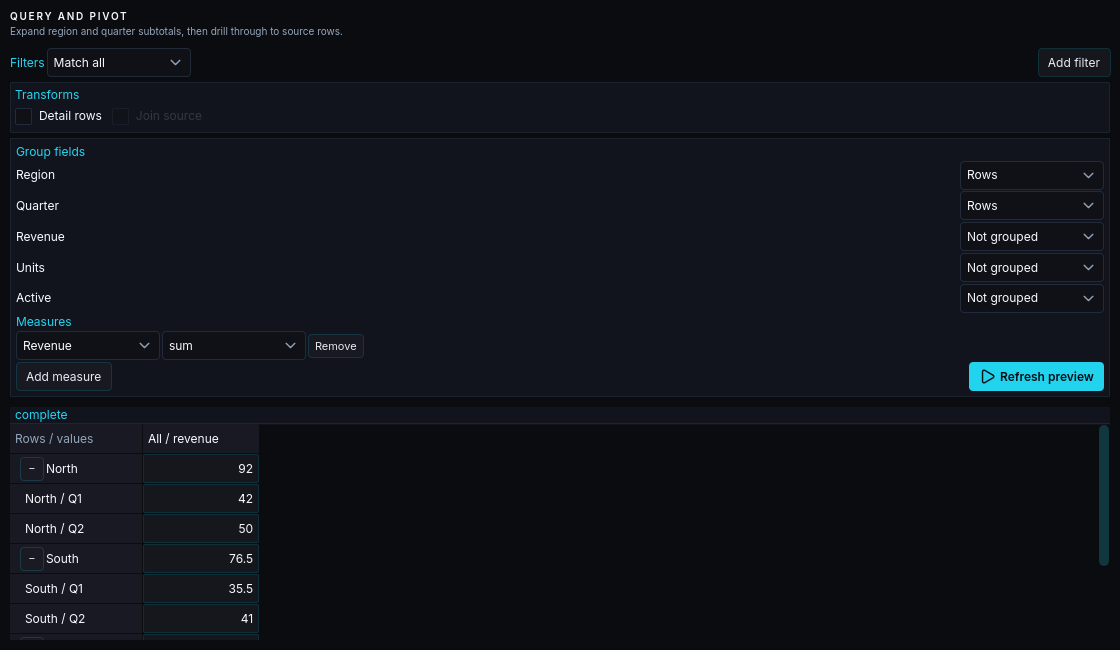 QUERY AND PIVOT
Expand region and quarter subtotals, then drill through to source rows.
Filters Match all Add filter
Transforms
Detail rows Join source
Group fields
Region Rows
Quarter Rows
Revenue Not grouped
Units Not grouped
Active Not grouped
Measures
Revenue sum Remove
Add measure Refresh preview
complete
Rows / values All / revenue
− North 92
North / Q1 42
North / Q2 50
− South 76.5
South / Q1 35.5
South / Q2 41